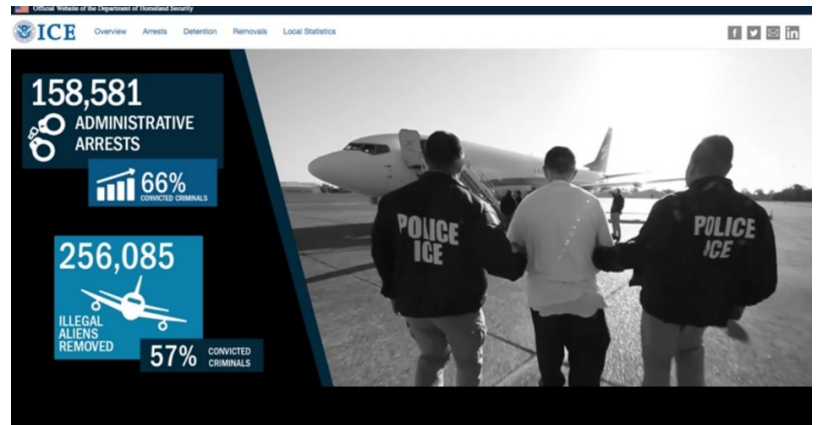 Official Website of the Department of Homeland Security
ICE
Overview Arrests Detention Removals Local Statistics
158,581
ADMINISTRATIVE
ARRESTS
66%
CONVICTED CRIMINALS
256,085
ILLEGAL
ALIENS
REMOVED
57% CONVICTED
CRIMINALS
POLICE
ICE
POLICE
ICE
f in